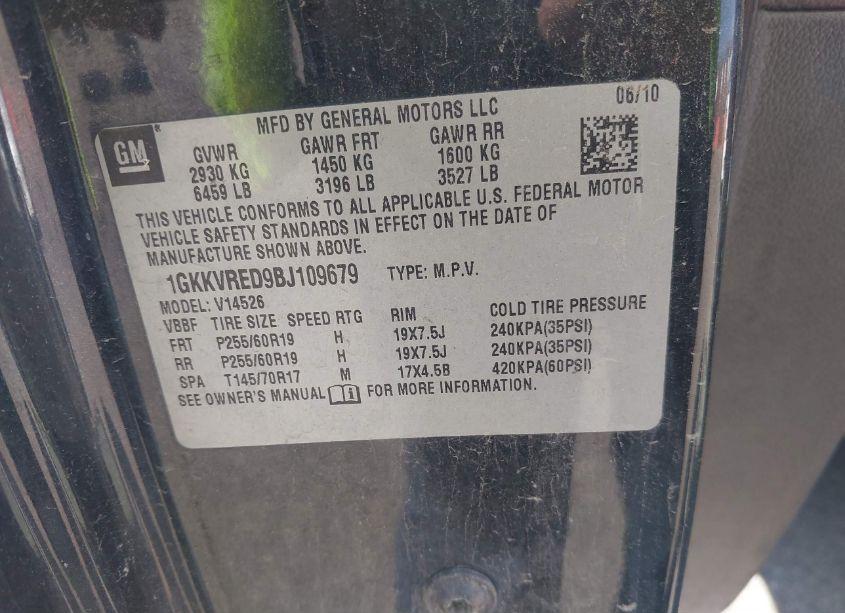 MFD BY GENERAL MOTORS LLC 06/10
GM ®
GVWR GAWR FRT GAWR RR
2930 KG 1450 KG 1600 KG
6459 LB 3196 LB 3527 LB
THIS VEHICLE CONFORMS TO ALL APPLICABLE U.S. FEDERAL MOTOR
VEHICLE SAFETY STANDARDS IN EFFECT ON THE DATE OF
MANUFACTURE SHOWN ABOVE.
1GKKVRED9BJ109679 TYPE: M.P.V.
MODEL: V14526
VBBF TIRE SIZE SPEED RTG RIM COLD TIRE PRESSURE
FRT P255/60R19 H 19X7.5J 240KPA(35PSI)
RR P255/60R19 H 19X7.5J 240KPA(35PSI)
SPA T145/70R17 M 17X4.5B 420KPA(60PSI)
SEE OWNER'S MANUAL FOR MORE INFORMATION.